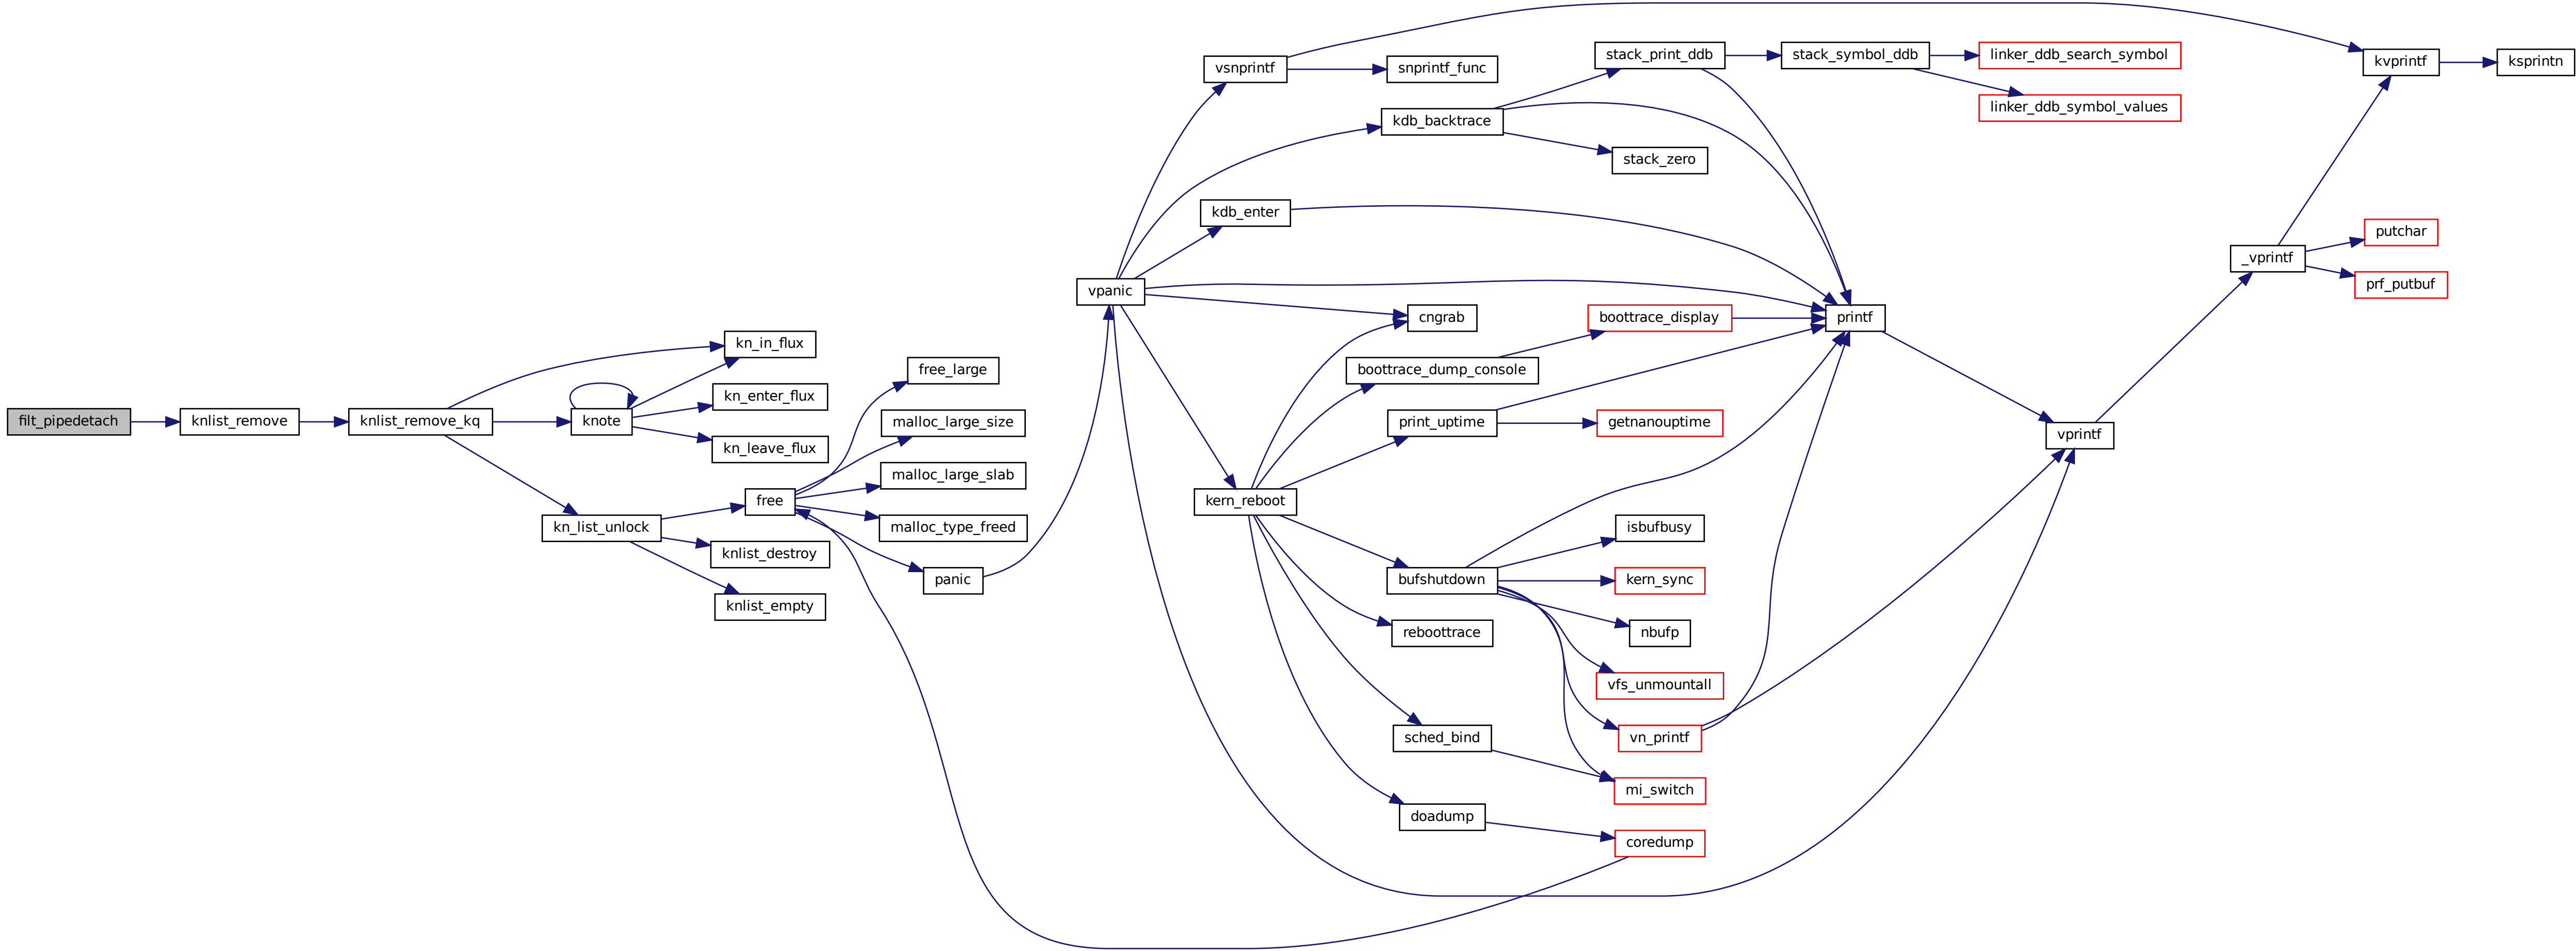 filt_pipedetach
knlist_remove
knlist_remove_kq
kn_in_flux
knote
kn_enter_flux
kn_leave_flux
kn_list_unlock
free
knlist_destroy
knlist_empty
free_large
malloc_large_size
malloc_large_slab
malloc_type_freed
panic
vpanic
vsnprintf
snprintf_func
kdb_backtrace
stack_print_ddb
stack_symbol_ddb
linker_ddb_search_symbol
linker_ddb_symbol_values
stack_zero
kdb_enter
cngrab
boottrace_display
printf
boottrace_dump_console
print_uptime
getnanouptime
kern_reboot
bufshutdown
isbufbusy
kern_sync
nbufp
reboottrace
vfs_unmountall
sched_bind
vn_printf
mi_switch
doadump
coredump
vprintf
_vprintf
kvprintf
ksprintn
putchar
prf_putbuf